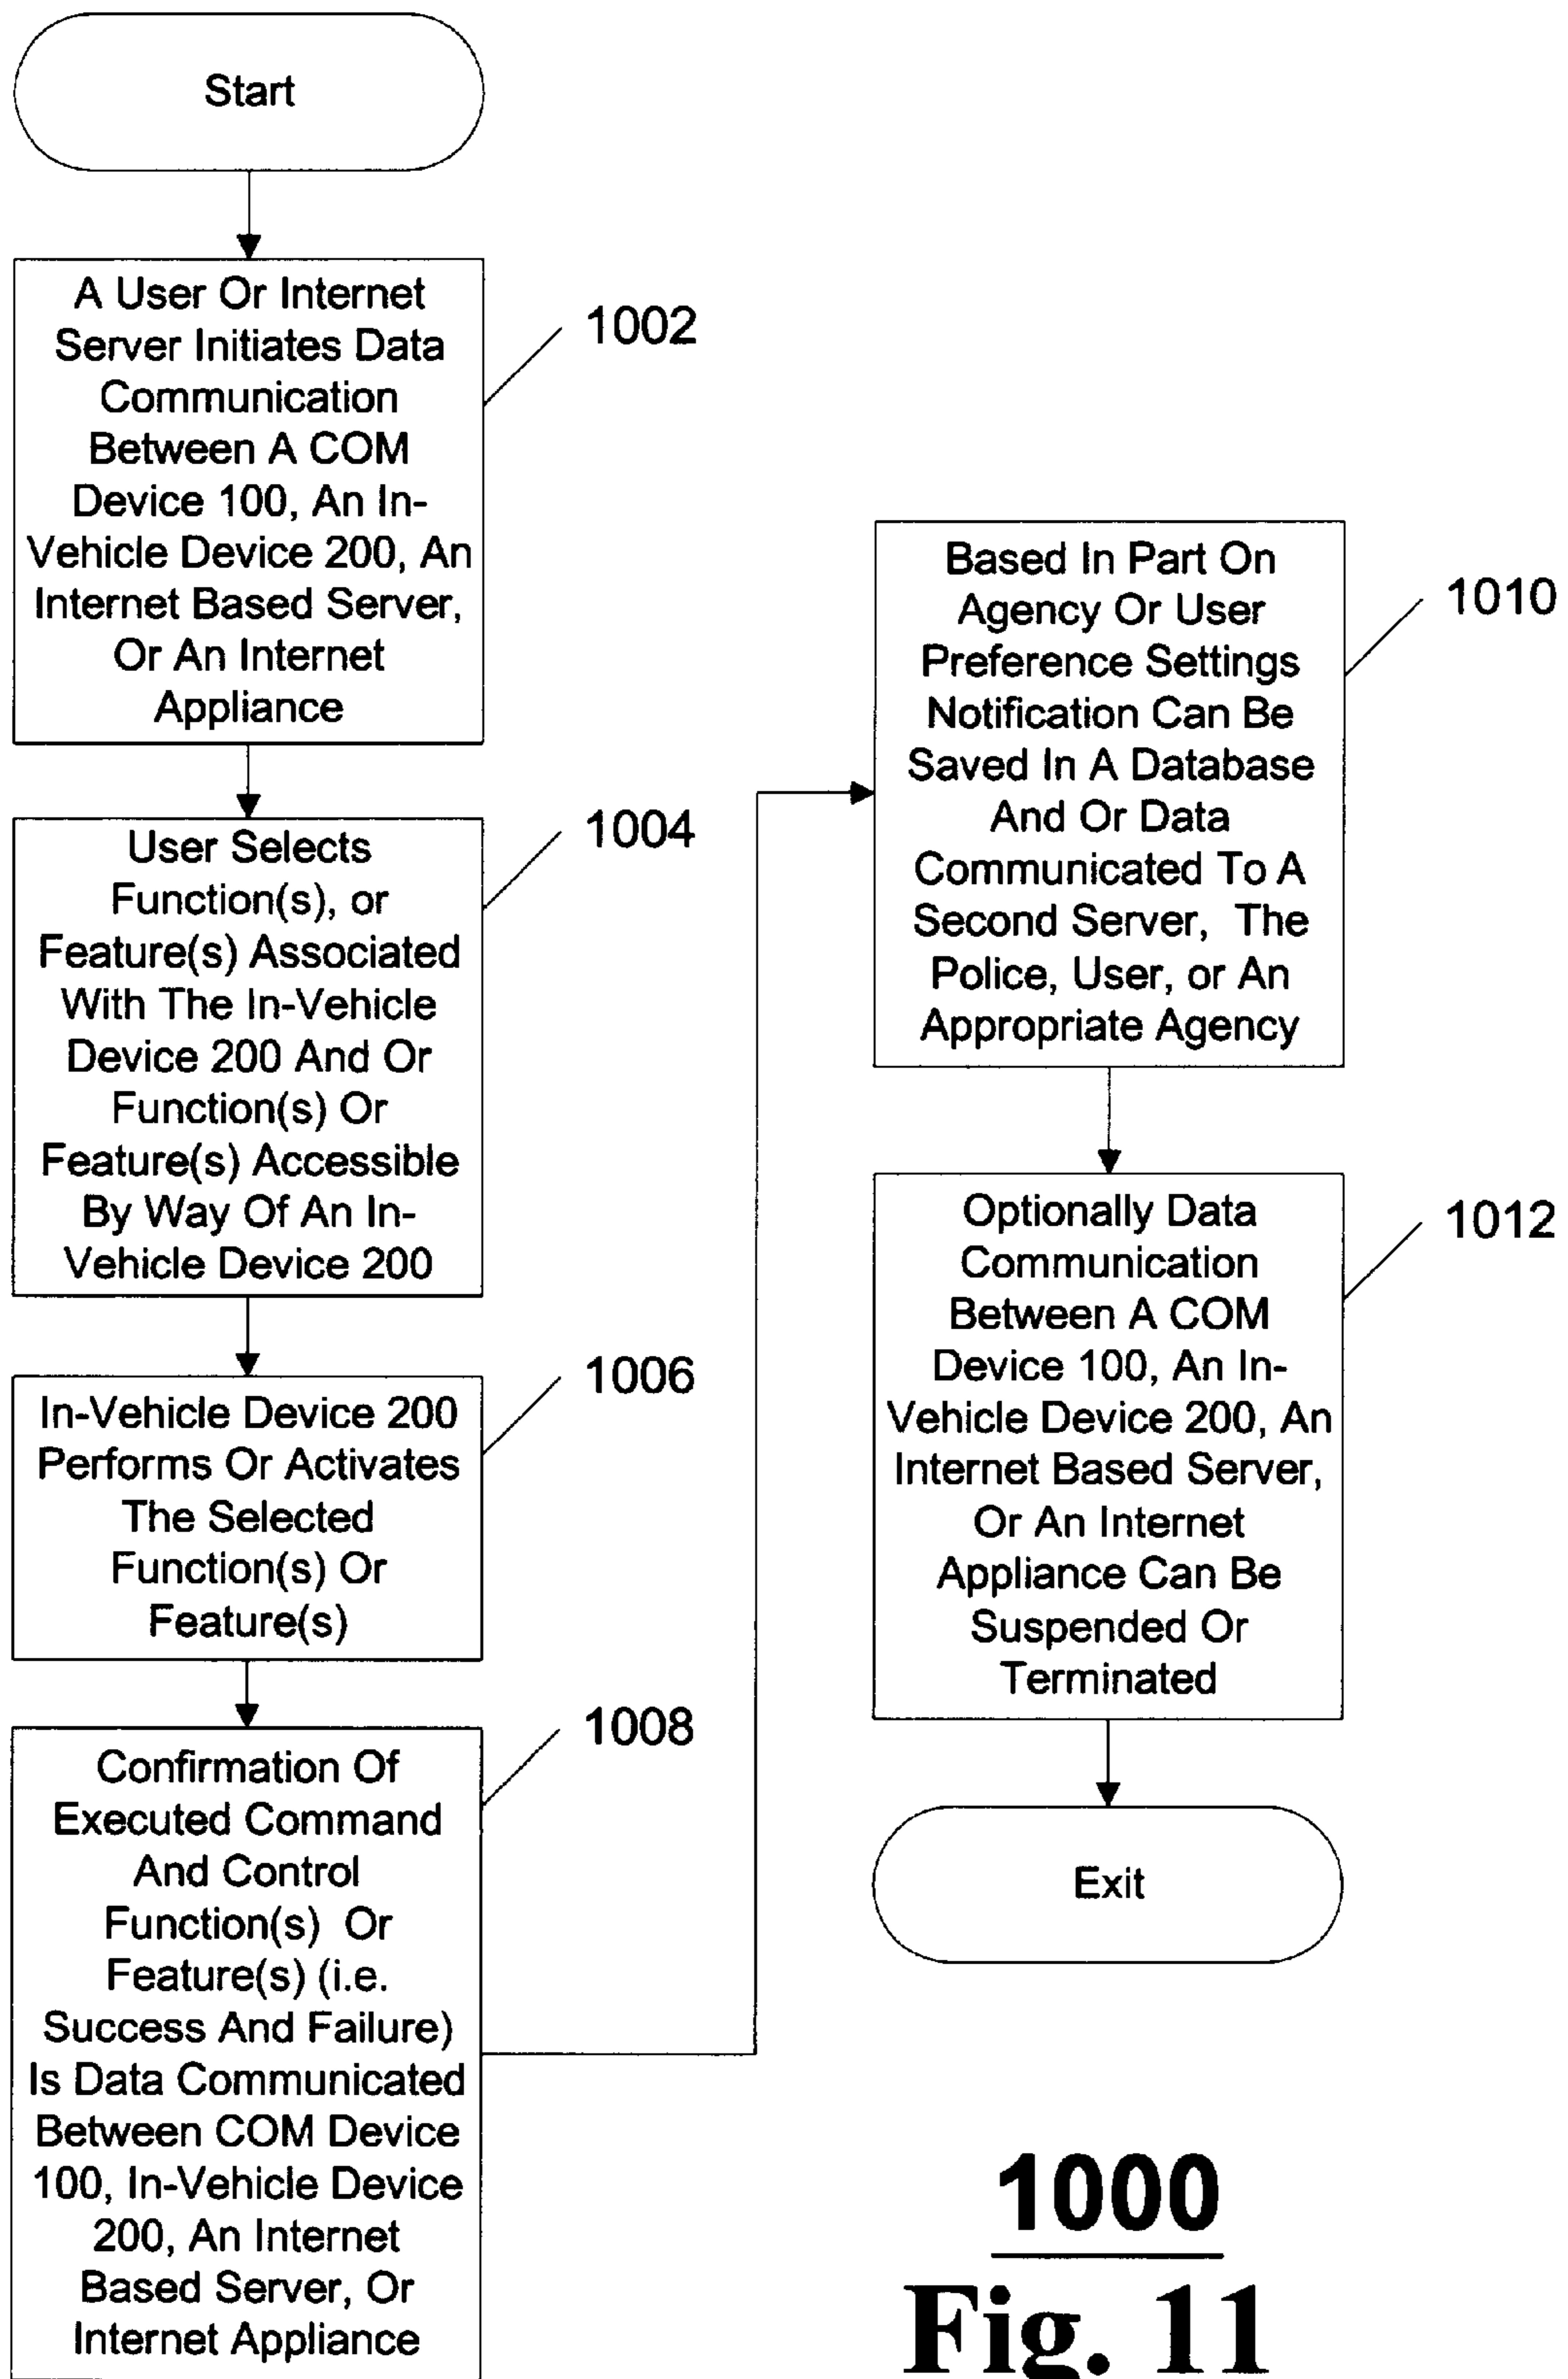 Start
A User Or Internet
Server Initiates Data
Communication
Between A COM
Device 100, An In-
Vehicle Device 200, An
Internet Based Server,
Or An Internet
Appliance
1002
User Selects
Function(s), or
Feature(s) Associated
With The In-Vehicle
Device 200 And Or
Function(s) Or
Feature(s) Accessible
By Way Of An In-
Vehicle Device 200
1004
In-Vehicle Device 200
Performs Or Activates
The Selected
Function(s) Or
Feature(s)
1006
Confirmation Of
Executed Command
And Control
Function(s) Or
Feature(s) (i.e.
Success And Failure)
Is Data Communicated
Between COM Device
100, In-Vehicle Device
200, An Internet
Based Server, Or
Internet Appliance
1008
Based In Part On
Agency Or User
Preference Settings
Notification Can Be
Saved In A Database
And Or Data
Communicated To A
Second Server, The
Police, User, or An
Appropriate Agency
1010
Optionally Data
Communication
Between A COM
Device 100, An In-
Vehicle Device 200, An
Internet Based Server,
Or An Internet
Appliance Can Be
Suspended Or
Terminated
1012
Exit
1000
Fig. 11